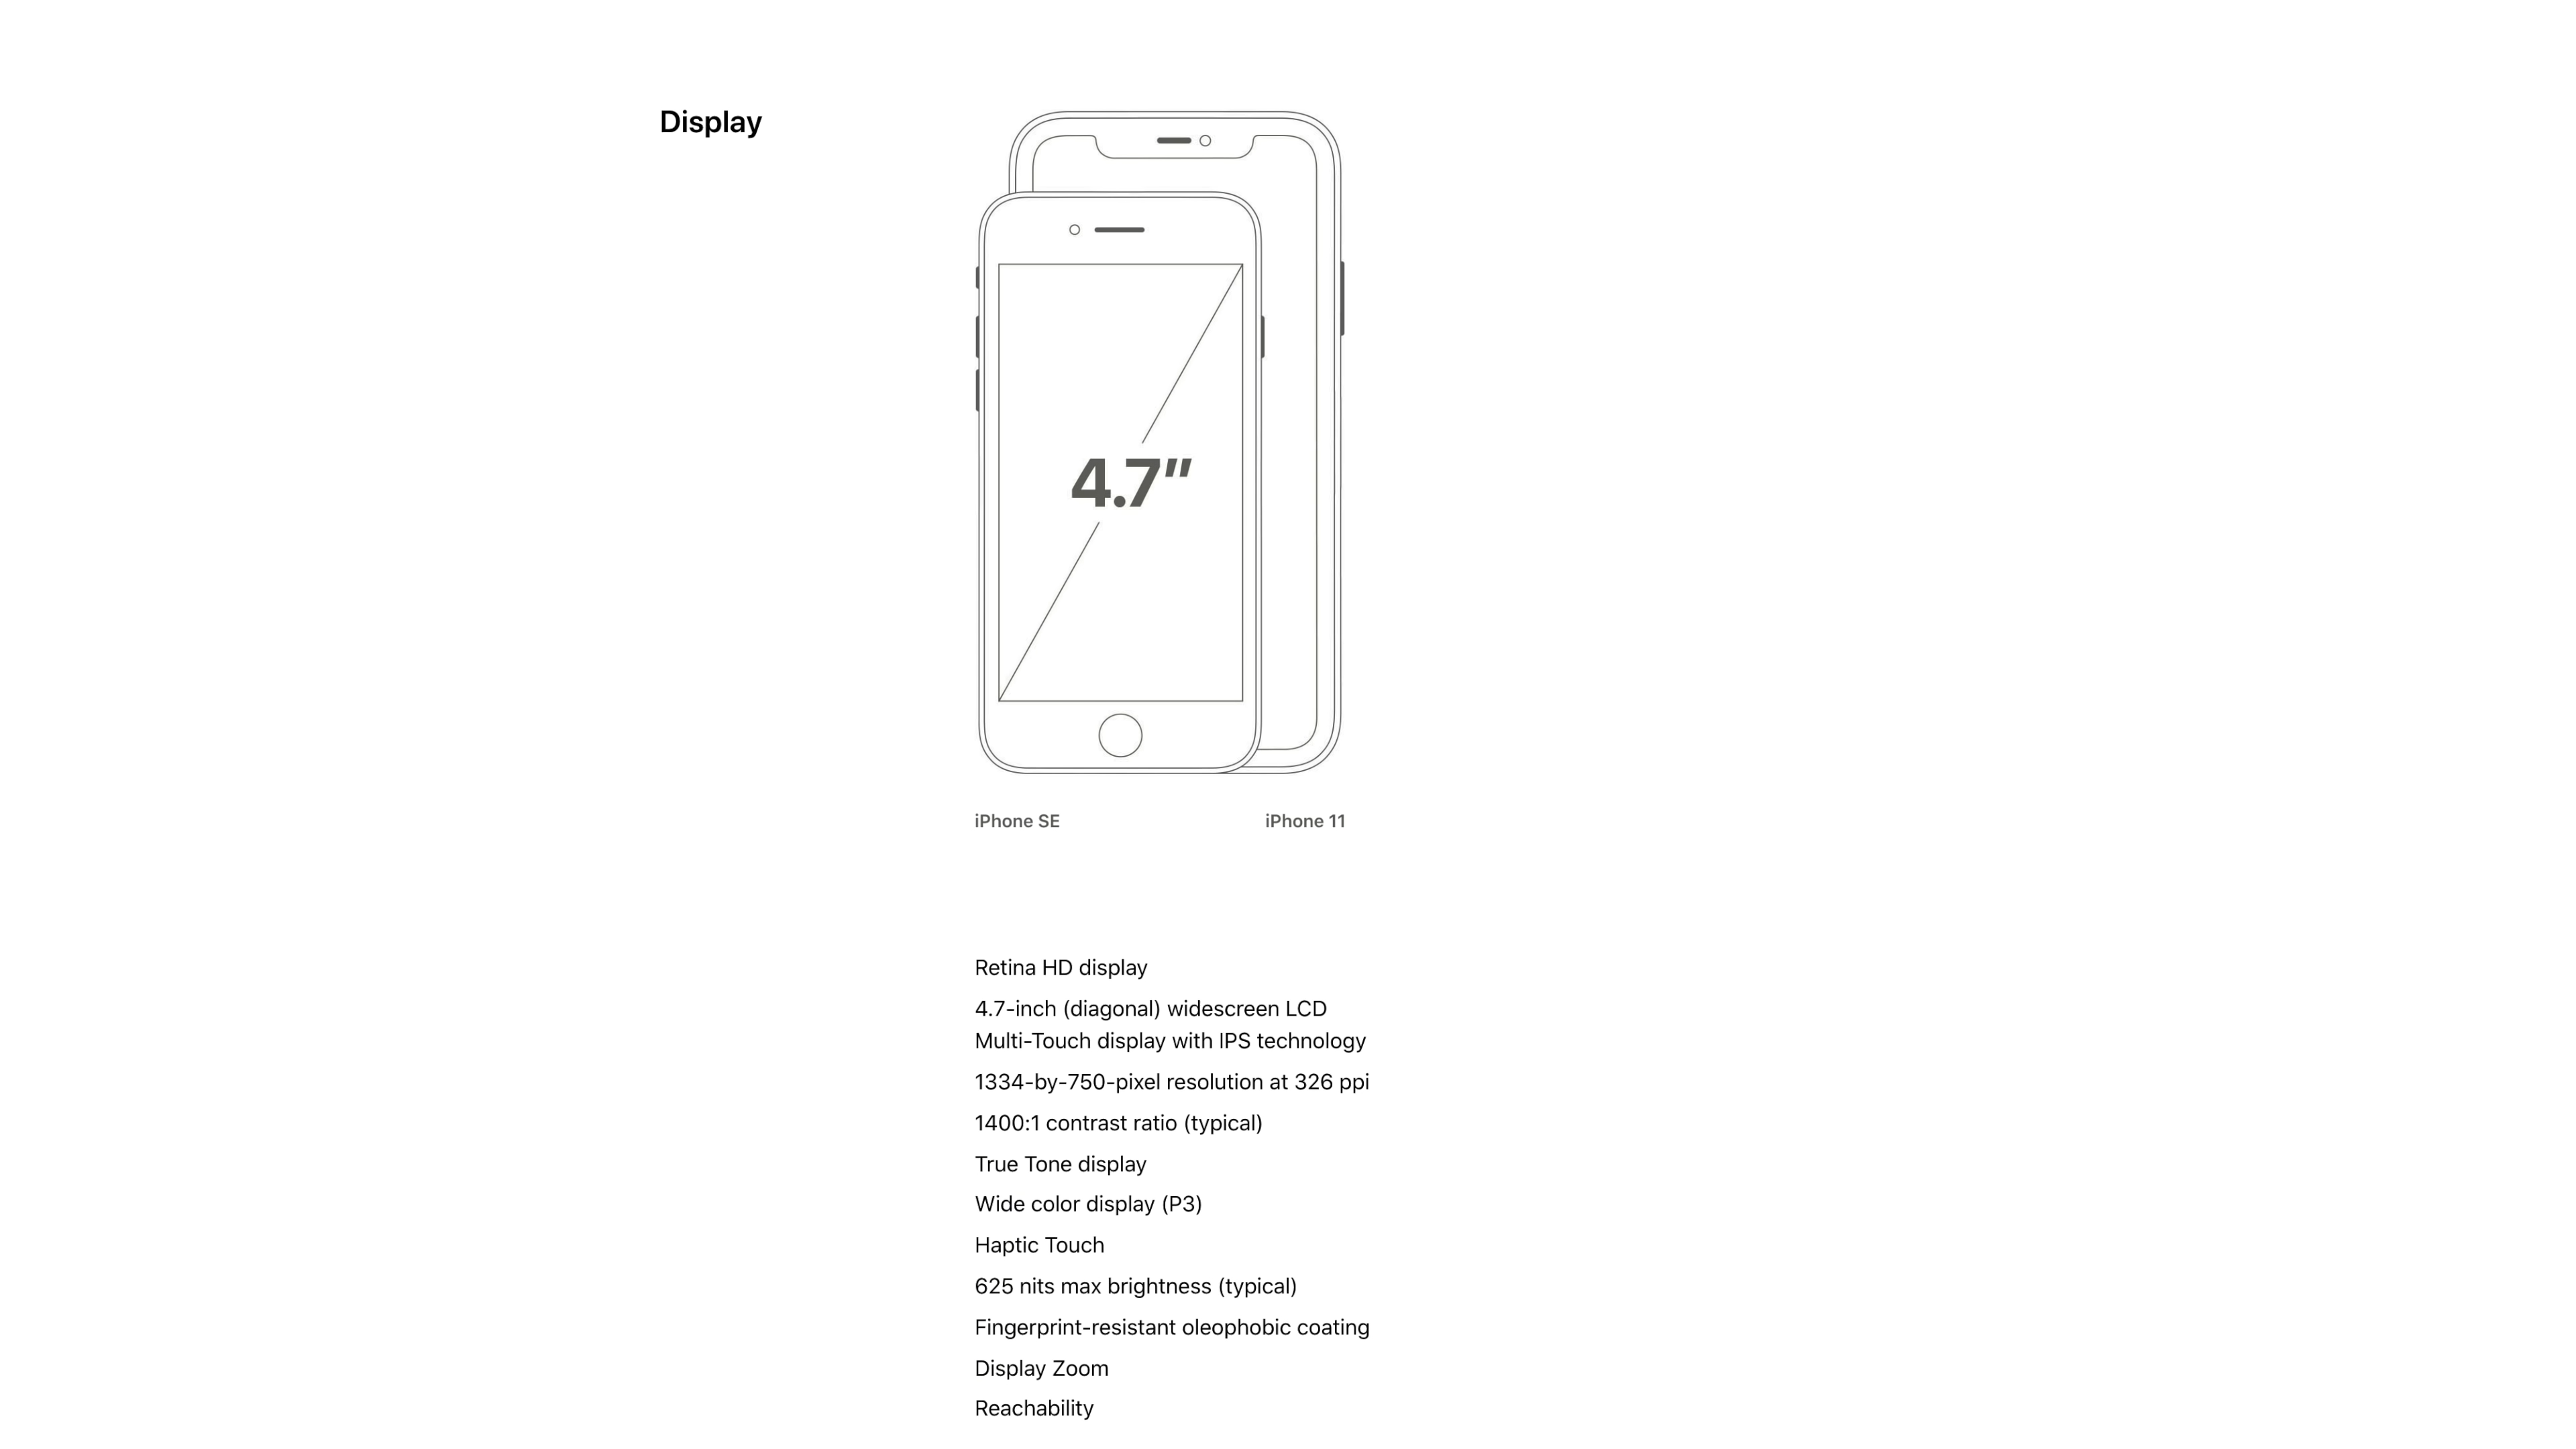 Display
4.7″
iPhone SE
iPhone 11
Retina HD display
4.7-inch (diagonal) widescreen LCD
Multi-Touch display with IPS technology
1334-by-750-pixel resolution at 326 ppi
1400:1 contrast ratio (typical)
True Tone display
Wide color display (P3)
Haptic Touch
625 nits max brightness (typical)
Fingerprint-resistant oleophobic coating
Display Zoom
Reachability